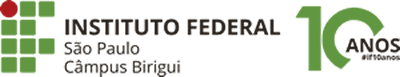 INSTITUTO FEDERAL
São Paulo
Câmpus Birigui
10 ANOS
#if10anos